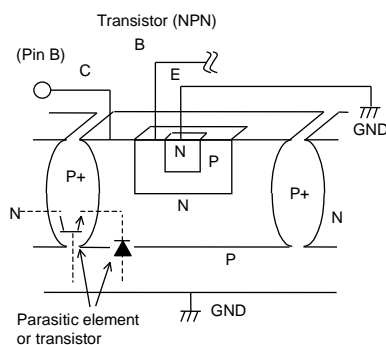 Transistor (NPN)
B
(Pin B)
C
E
GND
N
P
P+
P+
N
N
N
P
GND
Parasitic element
or transistor